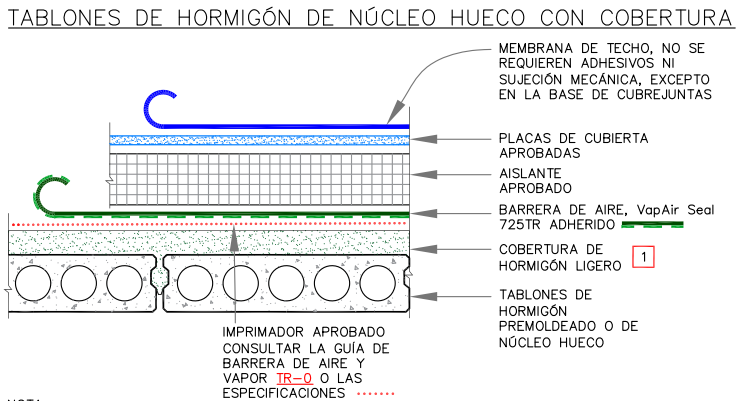 TABLONES DE HORMIGÓN DE NÚCLEO HUECO CON COBERTURA
MEMBRANA DE TECHO, NO SE
REQUIEREN ADHESIVOS NI
SUJECIÓN MECÁNICA, EXCEPTO
EN LA BASE DE CUBREJUNTAS
PLACAS DE CUBIERTA
APROBADAS
AISLANTE
APROBADO
BARRERA DE AIRE, VapAir Seal
725TR ADHERIDO
COBERTURA DE
HORMIGÓN LIGERO 1
TABLONES DE
HORMIGÓN
PREMOLDEADO O DE
NÚCLEO HUECO
IMPRIMADOR APROBADO
CONSULTAR LA GUÍA DE
BARRERA DE AIRE Y
VAPOR TR-0 O LAS
ESPECIFICACIONES